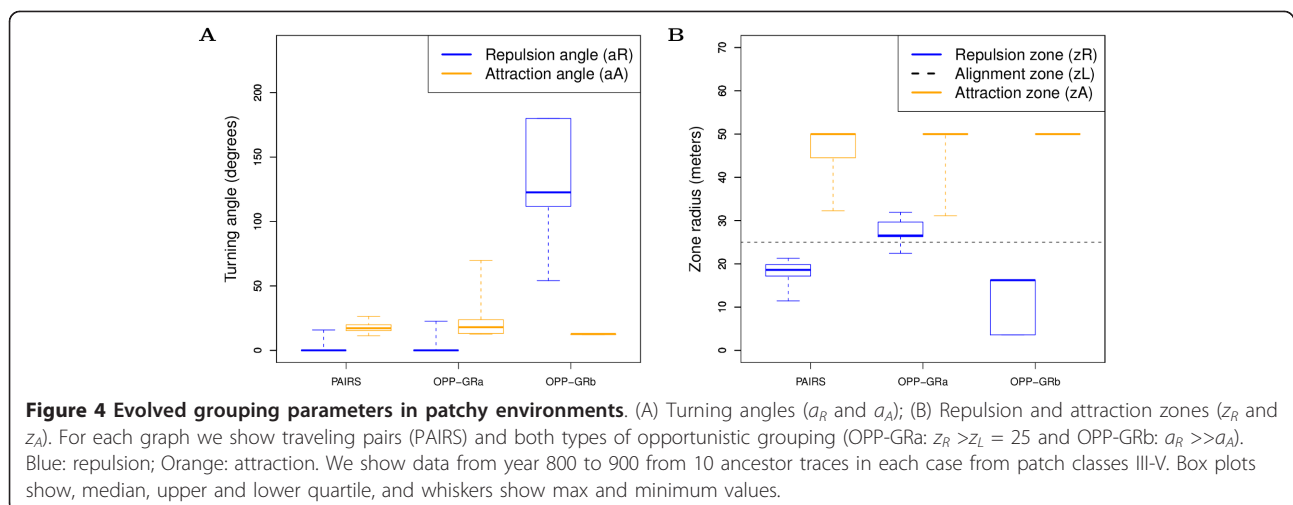 A
Repulsion angle (aR)
Attraction angle (aA)
Turning angle (degrees)
200
150
100
50
0
PAIRS
OPP−GRa
OPP−GRb
B
Repulsion zone (zR)
Alignment zone (zL)
Attraction zone (zA)
Zone radius (meters)
70
60
50
40
30
20
10
0
PAIRS
OPP−GRa
OPP−GRb
Figure 4 Evolved grouping parameters in patchy environments. (A) Turning angles (aR and aA); (B) Repulsion and attraction zones (zR and
zA). For each graph we show traveling pairs (PAIRS) and both types of opportunistic grouping (OPP-GRa: zR >zL = 25 and OPP-GRb: aR >>aA).
Blue: repulsion; Orange: attraction. We show data from year 800 to 900 from 10 ancestor traces in each case from patch classes III-V. Box plots
show, median, upper and lower quartile, and whiskers show max and minimum values.